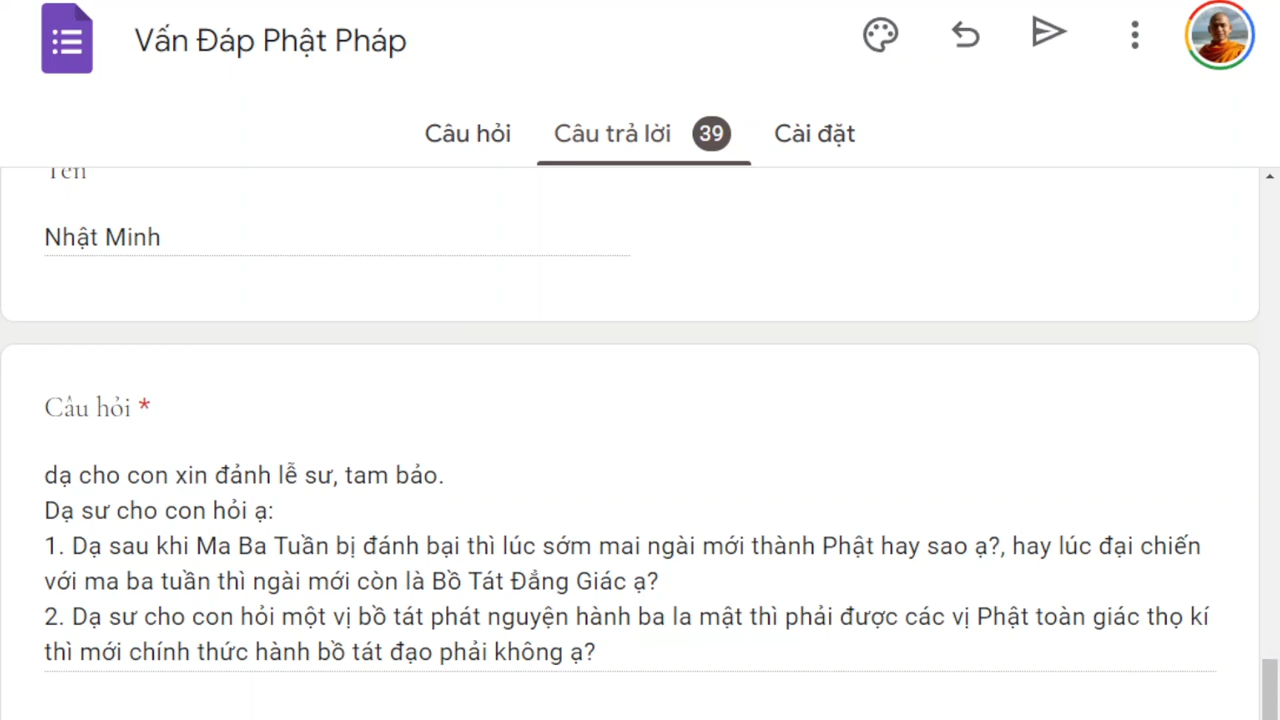 Vấn Đáp Phật Pháp
Câu hỏi
Câu trả lời 39
Cài đặt
Tên
Nhật Minh
Câu hỏi *
dạ cho con xin đảnh lễ sư, tam bảo.
Dạ sư cho con hỏi ạ:
1. Dạ sau khi Ma Ba Tuần bị đánh bại thì lúc sớm mai ngài mới thành Phật hay sao ạ?, hay lúc đại chiến
với ma ba tuần thì ngài mới còn là Bồ Tát Đẳng Giác ạ?
2. Dạ sư cho con hỏi một vị bồ tát phát nguyện hành ba la mật thì phải được các vị Phật toàn giác thọ kí
thì mới chính thức hành bồ tát đạo phải không ạ?